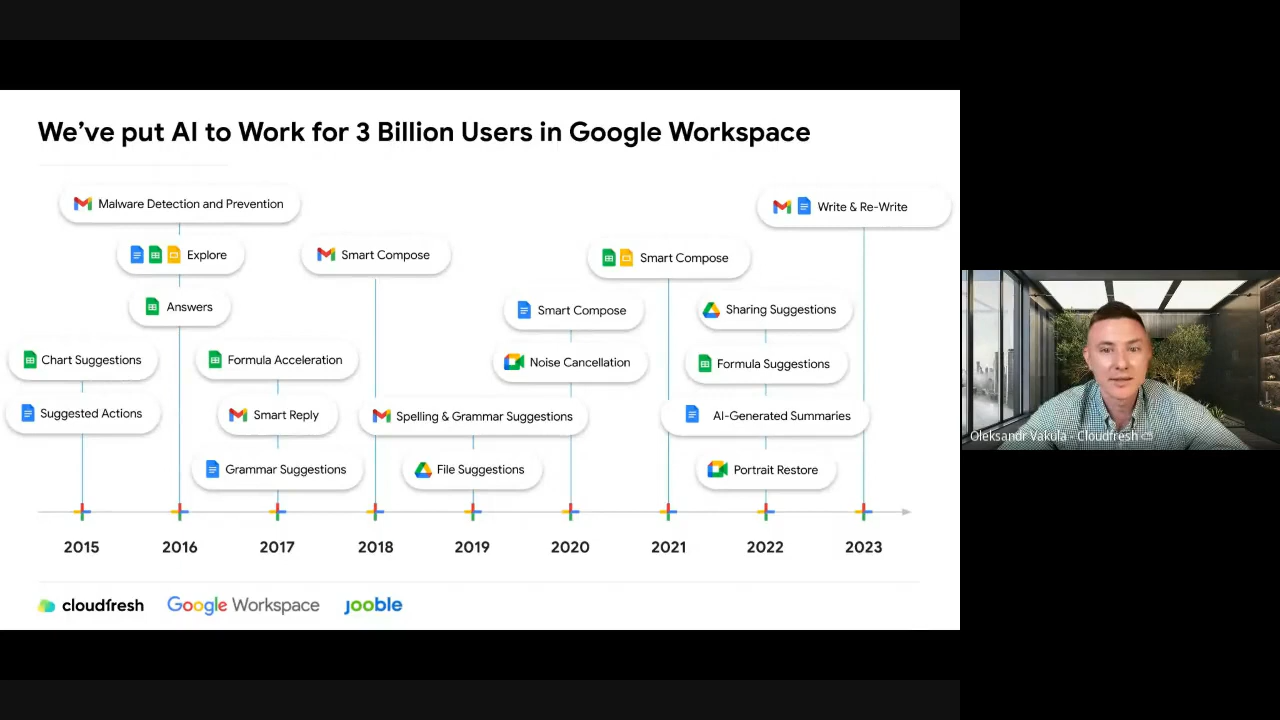 We’ve put AI to Work for 3 Billion Users in Google Workspace
Malware Detection and Prevention
Write & Re-Write
Explore
Smart Compose
Smart Compose
Answers
Smart Compose
Sharing Suggestions
Chart Suggestions
Formula Acceleration
Noise Cancellation
Formula Suggestions
Suggested Actions
Smart Reply
Spelling & Grammar Suggestions
AI-Generated Summaries
Grammar Suggestions
File Suggestions
Portrait Restore
2015 2016 2017 2018 2019 2020 2021 2022 2023
cloudfresh Google Workspace jooble
Oleksandr Vakula - Cloudfresh